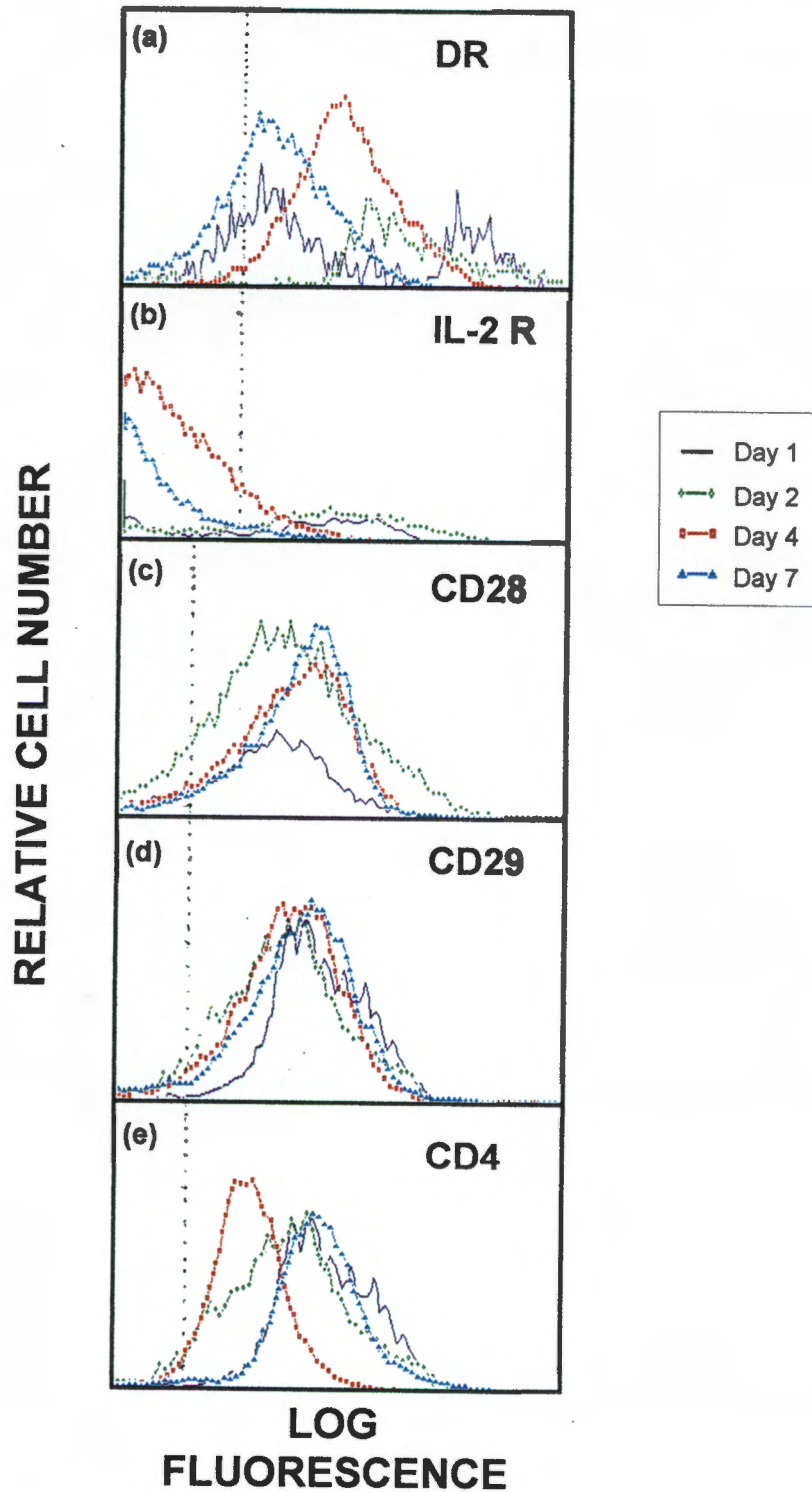 (a)
DR
(b)
IL-2 R
(c)
CD28
(d)
CD29
(e)
CD4
RELATIVE CELL NUMBER
LOG
FLUORESCENCE
Day 1
Day 2
Day 4
Day 7